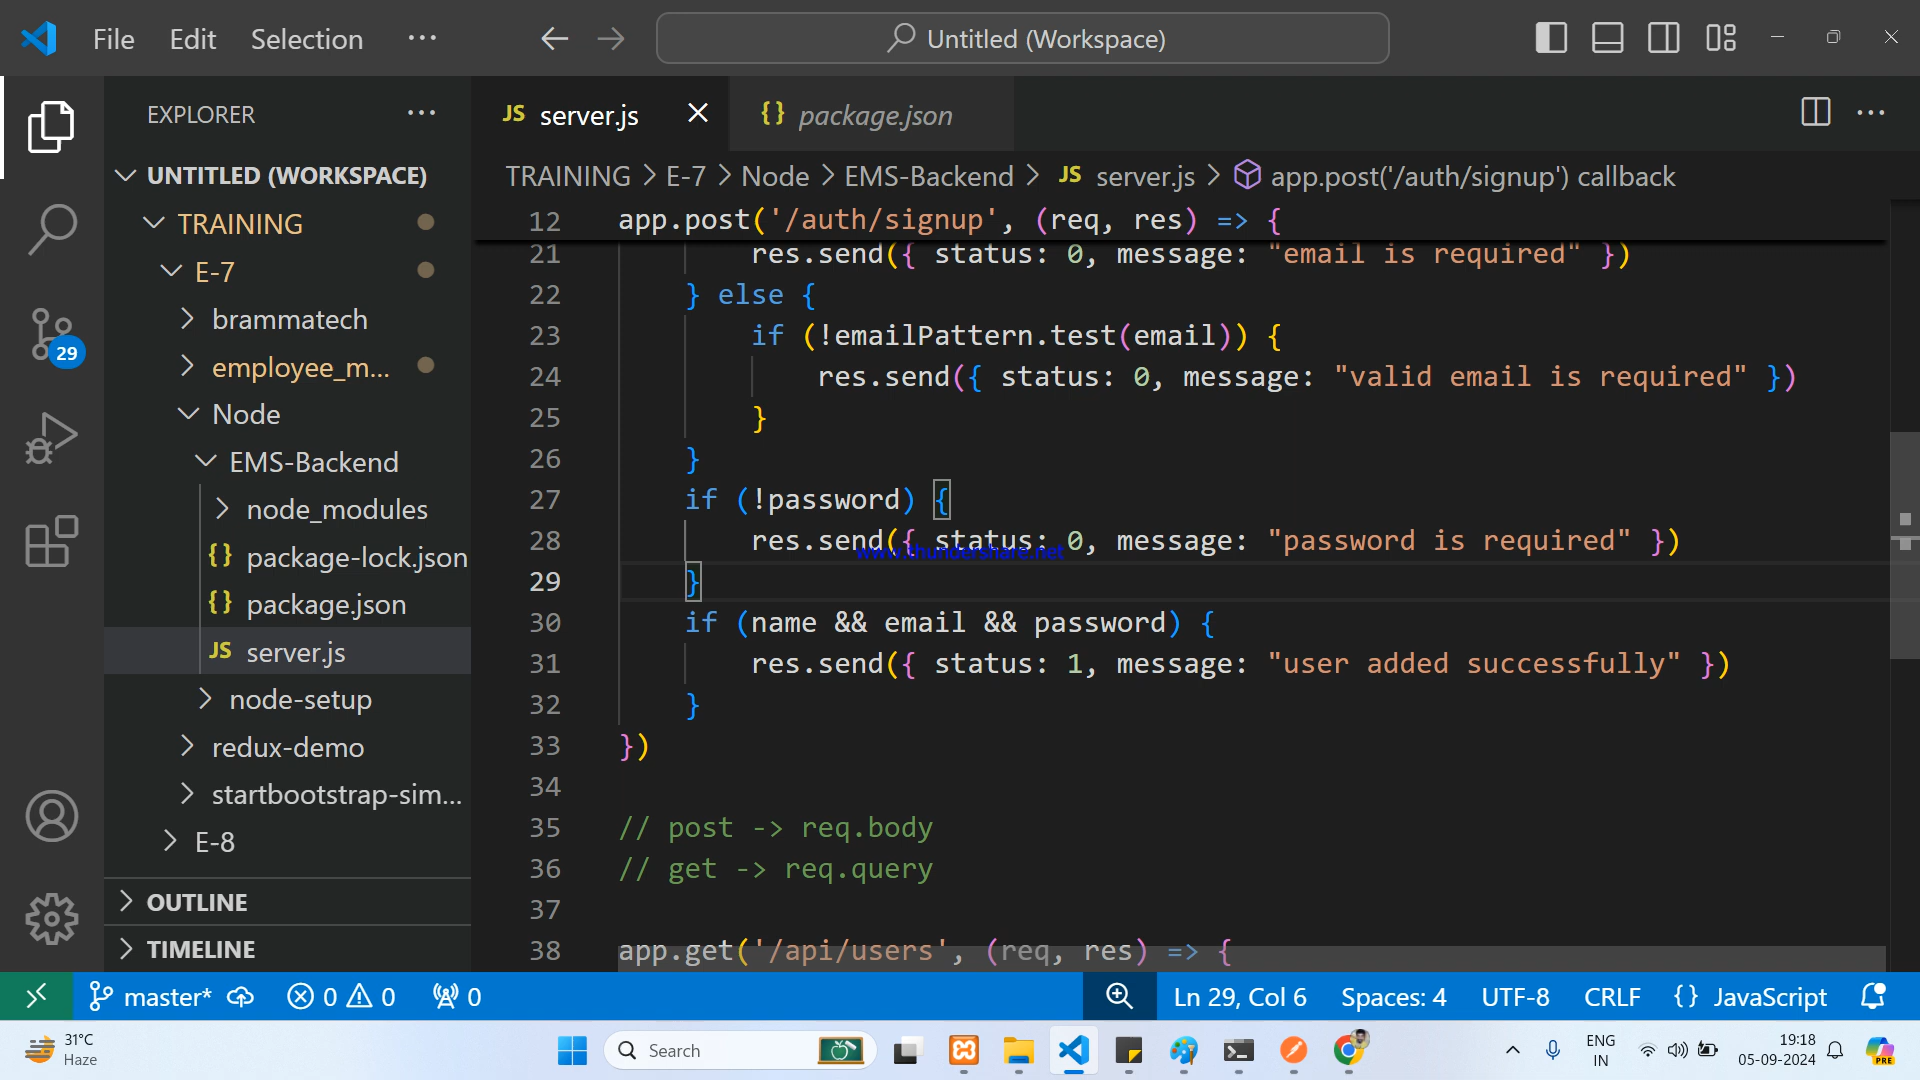 File Edit Selection ··· Untitled (Workspace)
EXPLORER ···
UNTITLED (WORKSPACE)
TRAINING
E-7
brammatech
employee_m...
Node
EMS-Backend
node_modules
{} package-lock.json
{} package.json
JS server.js
node-setup
redux-demo
startbootstrap-sim...
E-8
OUTLINE
TIMELINE
29
JS server.js {} package.json
TRAINING > E-7 > Node > EMS-Backend > JS server.js > app.post('/auth/signup') callback
12 app.post('/auth/signup', (req, res) => {
21 res.send({ status: 0, message: "email is required" })
22 } else {
23 if (!emailPattern.test(email)) {
24 res.send({ status: 0, message: "valid email is required" })
25 }
26 }
27 if (!password) {
28 res.send({ status: 0, message: "password is required" })
www.thundershare.net
29 }
30 if (name && email && password) {
31 res.send({ status: 1, message: "user added successfully" })
32 }
33 })
34
35 // post -> req.body
36 // get -> req.query
37
38 app.get('/api/users', (req, res) => {
master* 0 0 0 Ln 29, Col 6 Spaces: 4 UTF-8 CRLF {} JavaScript
31°C
Haze
Search
ENG
IN
19:18
05-09-2024
PRE